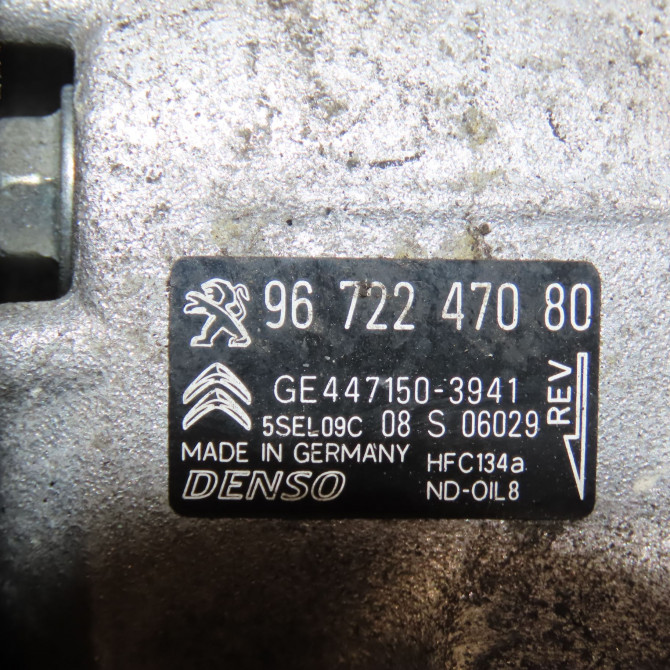 96 722 470 80
GE447150-3941
5SEL09C 08 S 06029
MADE IN GERMANY
HFC134a
DENSO
ND-OIL8
REV